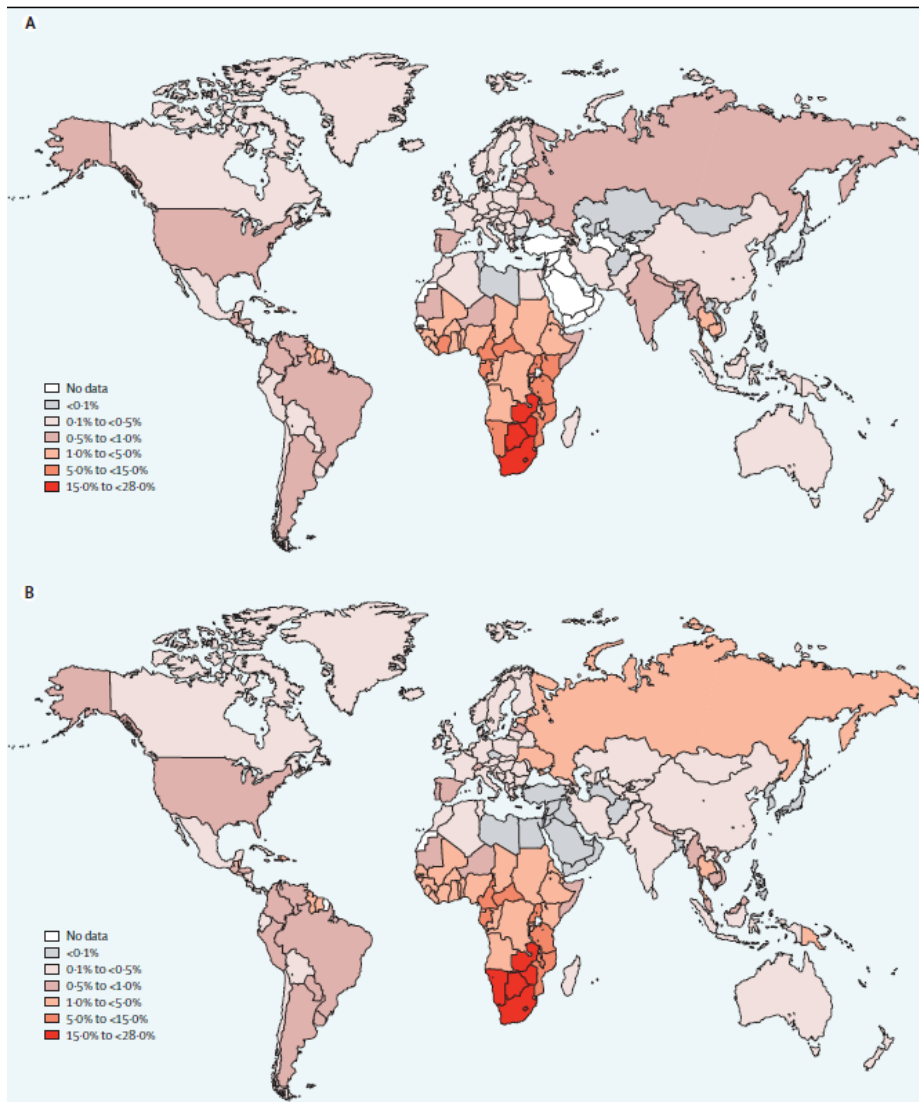 A
No data
<0·1%
0·1% to <0·5%
0·5% to <1·0%
1·0% to <5·0%
5·0% to <15·0%
15·0% to <28·0%
B
No data
<0·1%
0·1% to <0·5%
0·5% to <1·0%
1·0% to <5·0%
5·0% to <15·0%
15·0% to <28·0%